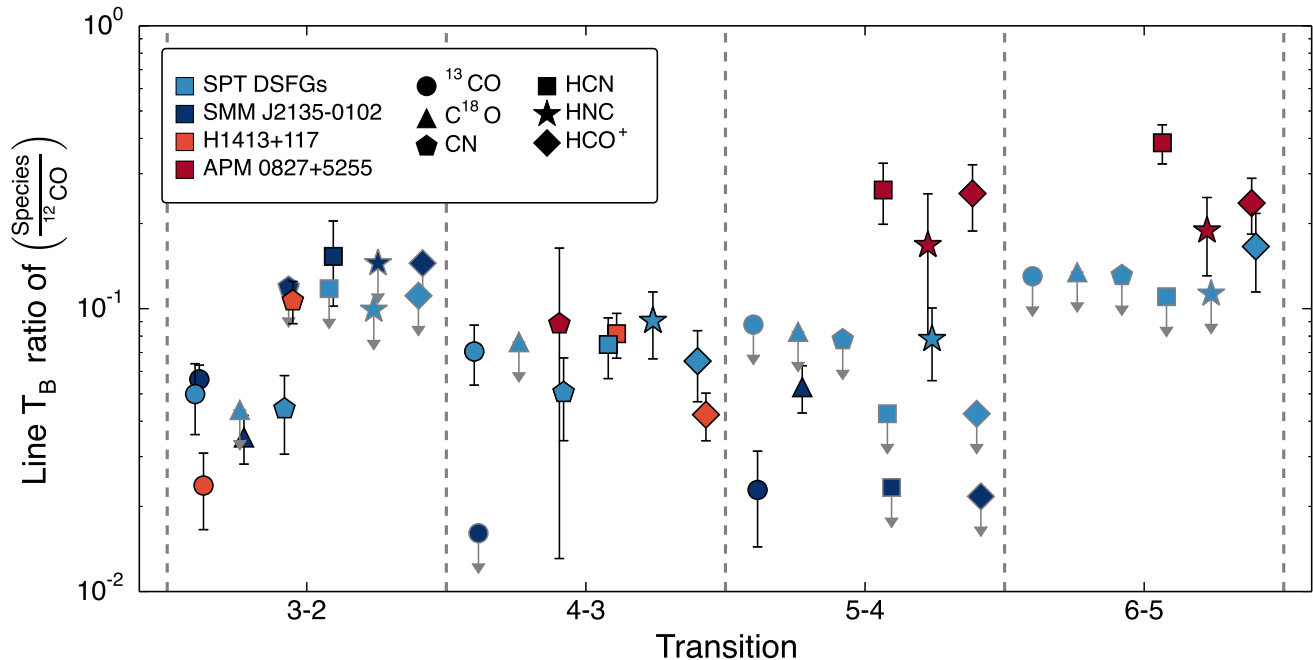 10^0
10^-1
10^-2
Line T_B ratio of (Species / ^12CO)
SPT DSFGs
SMM J2135-0102
H1413+117
APM 0827+5255
^13CO
C^18O
CN
HCN
HNC
HCO^+
3-2 4-3 5-4 6-5
Transition